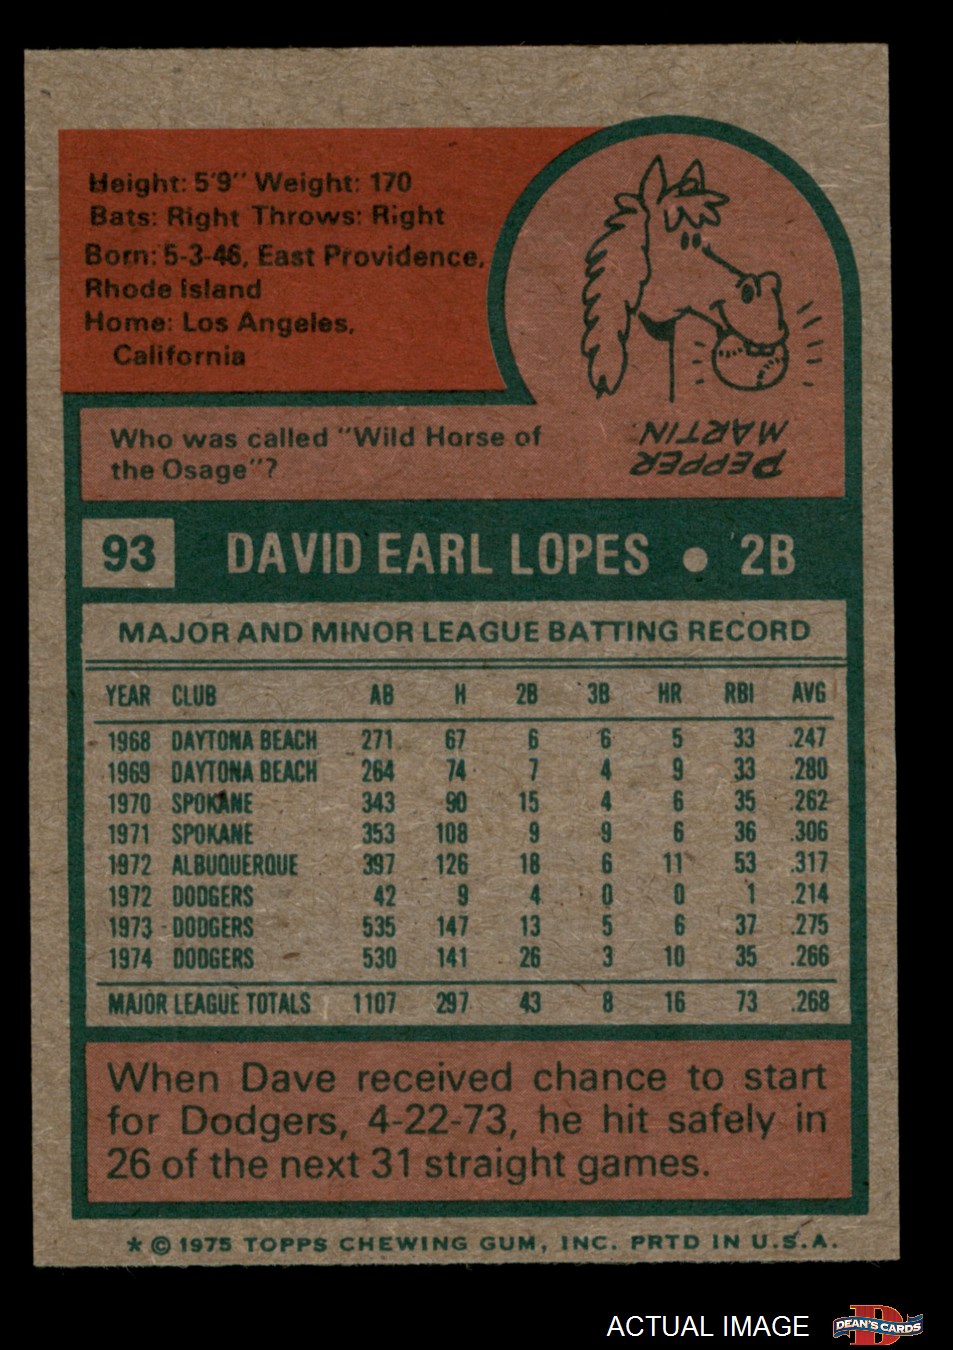 Height: 5'9" Weight: 170
Bats: Right Throws: Right
Born: 5-3-46, East Providence,
Rhode Island
Home: Los Angeles,
California
Who was called "Wild Horse of
the Osage"?
PEPPER
MARTIN.
93 DAVID EARL LOPES • 2B
MAJOR AND MINOR LEAGUE BATTING RECORD
YEAR CLUB AB H 2B 3B HR RBI AVG
1968 DAYTONA BEACH 271 67 6 6 5 33 .247
1969 DAYTONA BEACH 264 74 7 4 9 33 .280
1970 SPOKANE 343 90 15 4 6 35 .262
1971 SPOKANE 353 108 9 9 6 36 .306
1972 ALBUQUERQUE 397 126 18 6 11 53 .317
1972 DODGERS 42 9 4 0 0 1 .214
1973 DODGERS 535 147 13 5 6 37 .275
1974 DODGERS 530 141 26 3 10 35 .266
MAJOR LEAGUE TOTALS 1107 297 43 8 16 73 .268
When Dave received chance to start
for Dodgers, 4-22-73, he hit safely in
26 of the next 31 straight games.
* © 1975 TOPPS CHEWING GUM, INC. PRTD IN U.S.A.
ACTUAL IMAGE
D
DEAN'S CARDS